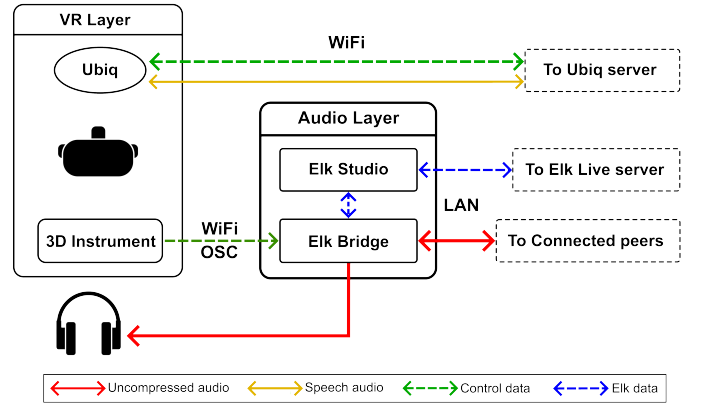 VR Layer
WiFi
Ubiq
To Ubiq server
Audio Layer
Elk Studio
To Elk Live server
LAN
WiFi
OSC
3D Instrument
Elk Bridge
To Connected peers
Uncompressed audio
Speech audio
Control data
Elk data